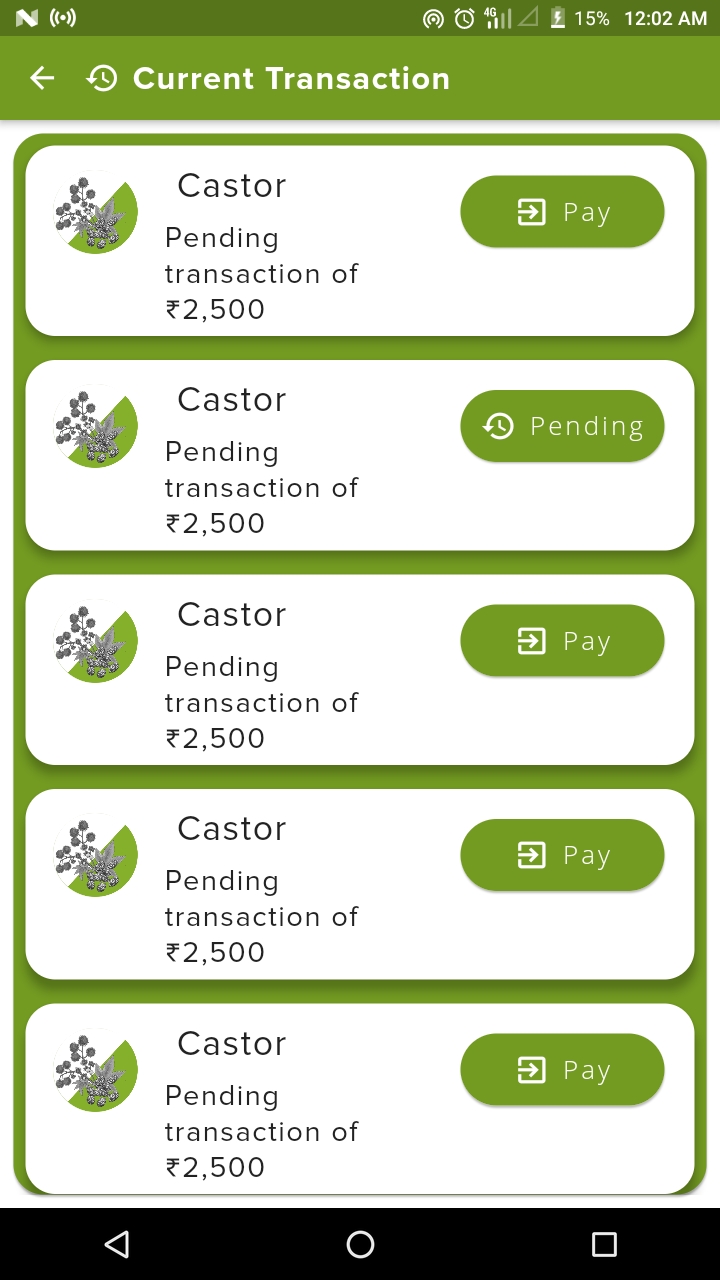 4G 15% 12:02 AM
Current Transaction
Castor
Pending
transaction of
₹2,500
Pay
Castor
Pending
transaction of
₹2,500
Pending
Castor
Pending
transaction of
₹2,500
Pay
Castor
Pending
transaction of
₹2,500
Pay
Castor
Pending
transaction of
₹2,500
Pay